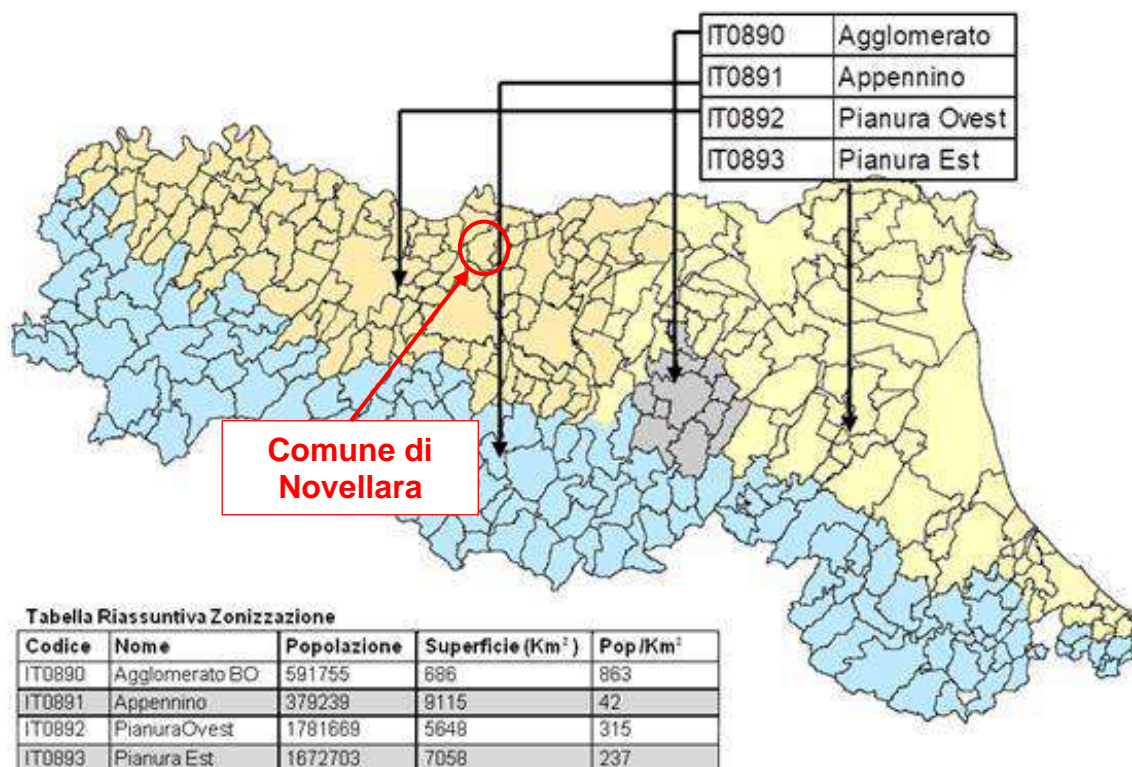 IT0890 Agglomerato
IT0891 Appennino
IT0892 Pianura Ovest
IT0893 Pianura Est
Comune di
Novellara
Tabella Riassuntiva Zonizzazione
Codice Nome Popolazione Superficie (Km²) Pop/Km²
IT0890 Agglomerato BO 591755 686 863
IT0891 Appennino 379239 9115 42
IT0892 PianuraOvest 1781669 5648 315
IT0893 Pianura Est 1672703 7058 237